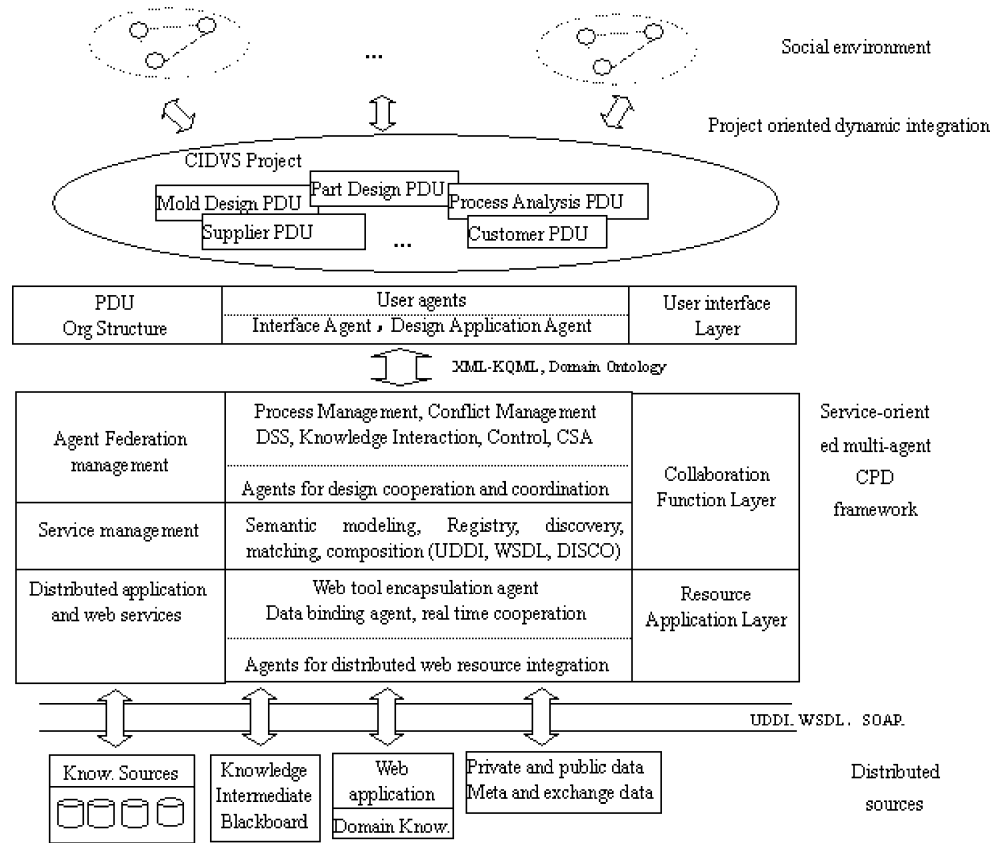 Social environment
...
Project oriented dynamic integration
CIDVS Project
Part Design PDU
Mold Design PDU
Process Analysis PDU
Supplier PDU
...
Customer PDU
PDU
Org Structure
User agents
Interface Agent，Design Application Agent
User interface
Layer
XML-KQML, Domain Ontology
Agent Federation
management
Process Management, Conflict Management
DSS, Knowledge Interaction, Control, CSA
Agents for design cooperation and coordination
Collaboration
Function Layer
Service-orient
ed multi-agent
CPD
framework
Service management
Semantic modeling, Registry, discovery,
matching, composition (UDDI, WSDL, DISCO)
Distributed application
and web services
Web tool encapsulation agent
Data binding agent, real time cooperation
Agents for distributed web resource integration
Resource
Application Layer
UDDI. WSDL. SOAP.
Know. Sources
Knowledge
Intermediate
Blackboard
Web
application
Domain Know.
Private and public data
Meta and exchange data
Distributed
sources